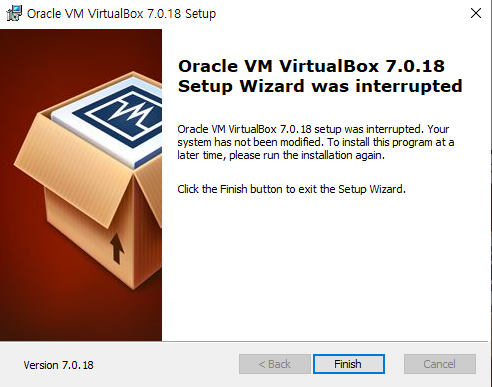 Oracle VM VirtualBox 7.0.18 Setup
Oracle VM VirtualBox 7.0.18
Setup Wizard was interrupted
Oracle VM VirtualBox 7.0.18 setup was interrupted. Your
system has not been modified. To install this program at a
later time, please run the installation again.
Click the Finish button to exit the Setup Wizard.
Version 7.0.18
< Back
Finish
Cancel